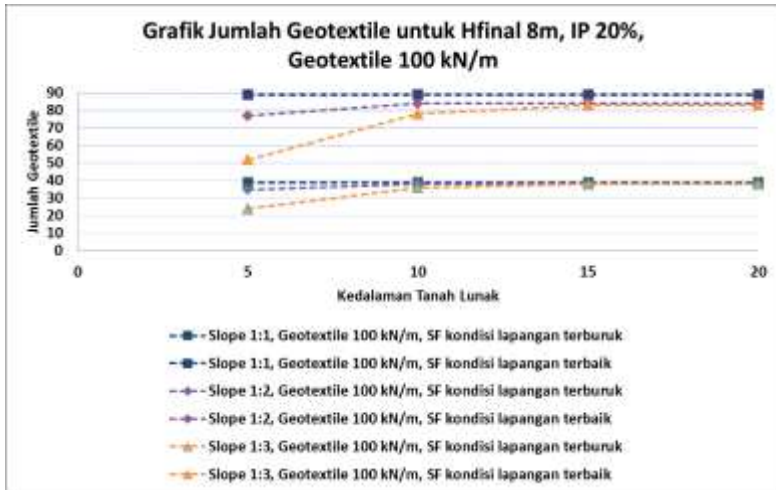 Grafik Jumlah Geotextile untuk Hfinal 8m, IP 20%,
Geotextile 100 kN/m
90
80
70
60
50
40
30
20
10
0
Jumlah Geotextile
0 5 10 15 20
Kedalaman Tanah Lunak
Slope 1:1, Geotextile 100 kN/m, SF kondisi lapangan terburuk
Slope 1:1, Geotextile 100 kN/m, SF kondisi lapangan terbaik
Slope 1:2, Geotextile 100 kN/m, SF kondisi lapangan terburuk
Slope 1:2, Geotextile 100 kN/m, SF kondisi lapangan terbaik
Slope 1:3, Geotextile 100 kN/m, SF kondisi lapangan terburuk
Slope 1:3, Geotextile 100 kN/m, SF kondisi lapangan terbaik